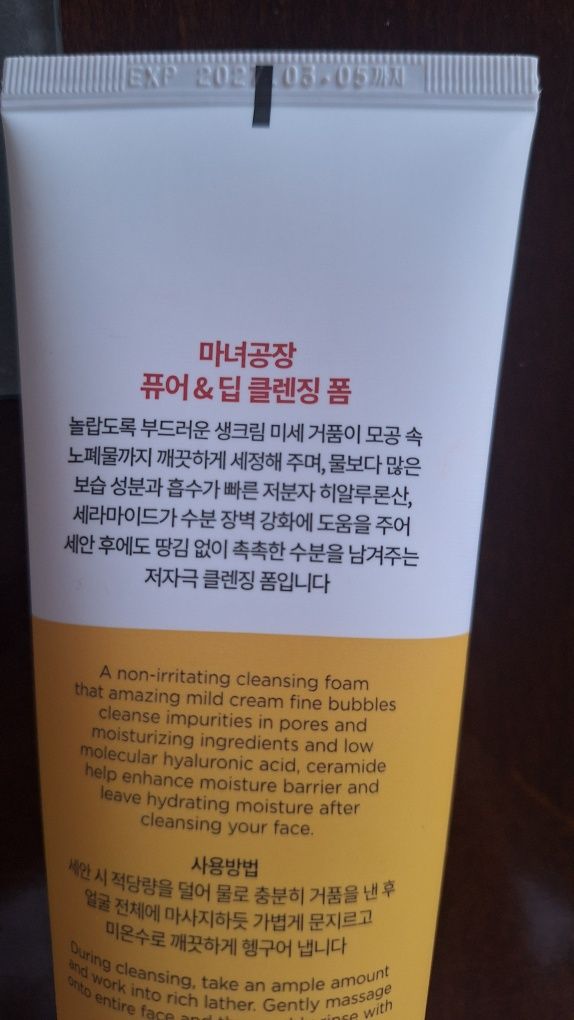 EXP 2027.03.05까지
마녀공장
퓨어 & 딥 클렌징 폼
놀랍도록 부드러운 생크림 미세 거품이 모공 속
노폐물까지 깨끗하게 세정해 주며, 물보다 많은
보습 성분과 흡수가 빠른 저분자 히알루론산,
세라마이드가 수분 장벽 강화에 도움을 주어
세안 후에도 땅김 없이 촉촉한 수분을 남겨주는
저자극 클렌징 폼입니다
A non-irritating cleansing foam
that amazing mild cream fine bubbles
cleanse impurities in pores and
moisturizing ingredients and low
molecular hyaluronic acid, ceramide
help enhance moisture barrier and
leave hydrating moisture after
cleansing your face.
사용방법
세안 시 적당량을 덜어 물로 충분히 거품을 낸 후
얼굴 전체에 마사지하듯 가볍게 문지르고
미온수로 깨끗하게 헹구어 냅니다
During cleansing, take an ample amount
and work into rich lather. Gently massage
onto entire face and rinse with